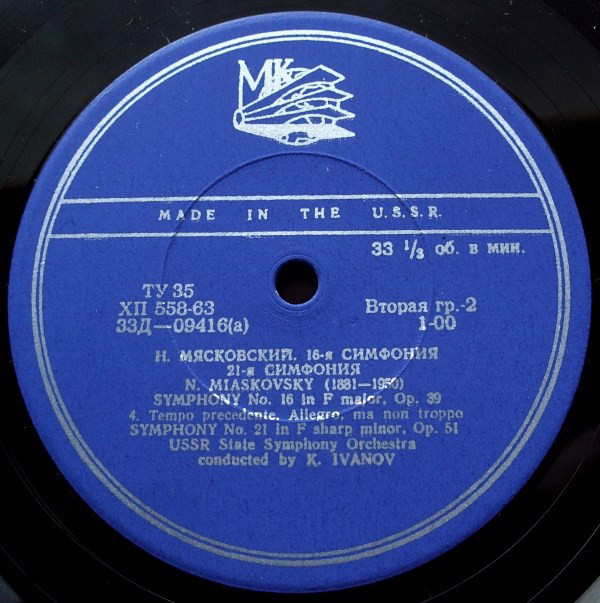 МК
MADE IN THE U.S.S.R.
33 1/3 об. в мин.
ТУ 35
ХП 558-63
33Д—09416(а)
Вторая гр.-2
1-00
Н. МЯСКОВСКИЙ. 16-я СИМФОНИЯ
21-я СИМФОНИЯ
N. MIASKOVSKY (1881—1950)
SYMPHONY No. 16 in F major, Op. 39
4. Tempo precedente. Allegro, ma non troppo
SYMPHONY No. 21 in F sharp minor, Op. 51
USSR State Symphony Orchestra
conducted by K. IVANOV